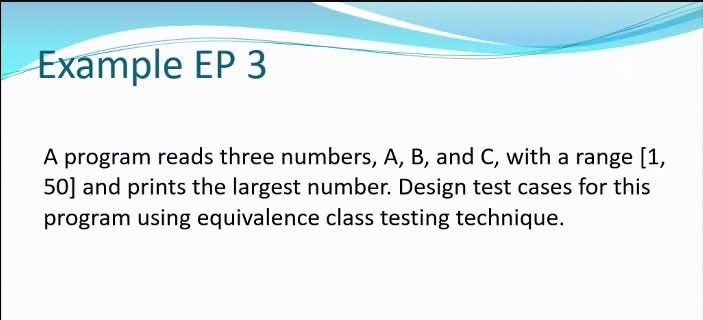 Example EP 3
A program reads three numbers, A, B, and C, with a range [1,
50] and prints the largest number. Design test cases for this
program using equivalence class testing technique.